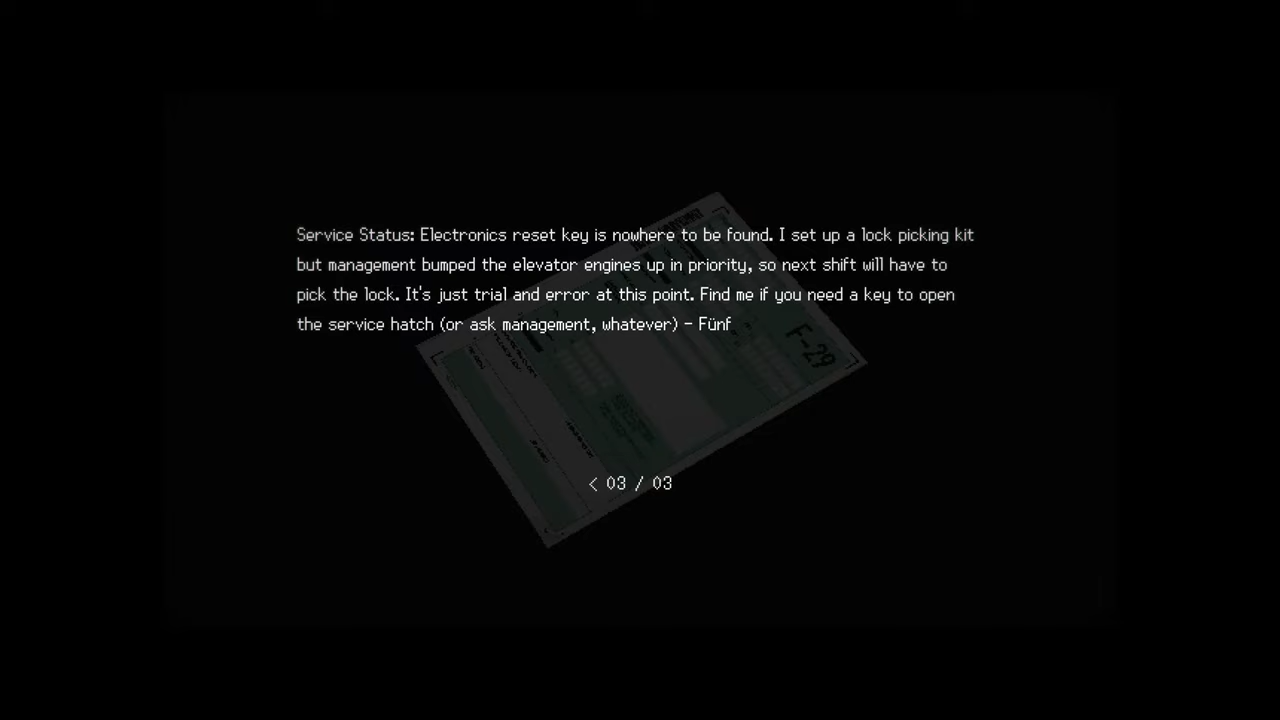 Service Status: Electronics reset key is nowhere to be found. I set up a lock picking kit
but management bumped the elevator engines up in priority, so next shift will have to
pick the lock. It's just trial and error at this point. Find me if you need a key to open
the service hatch (or ask management, whatever) - Fünf
F-29
< 03 / 03